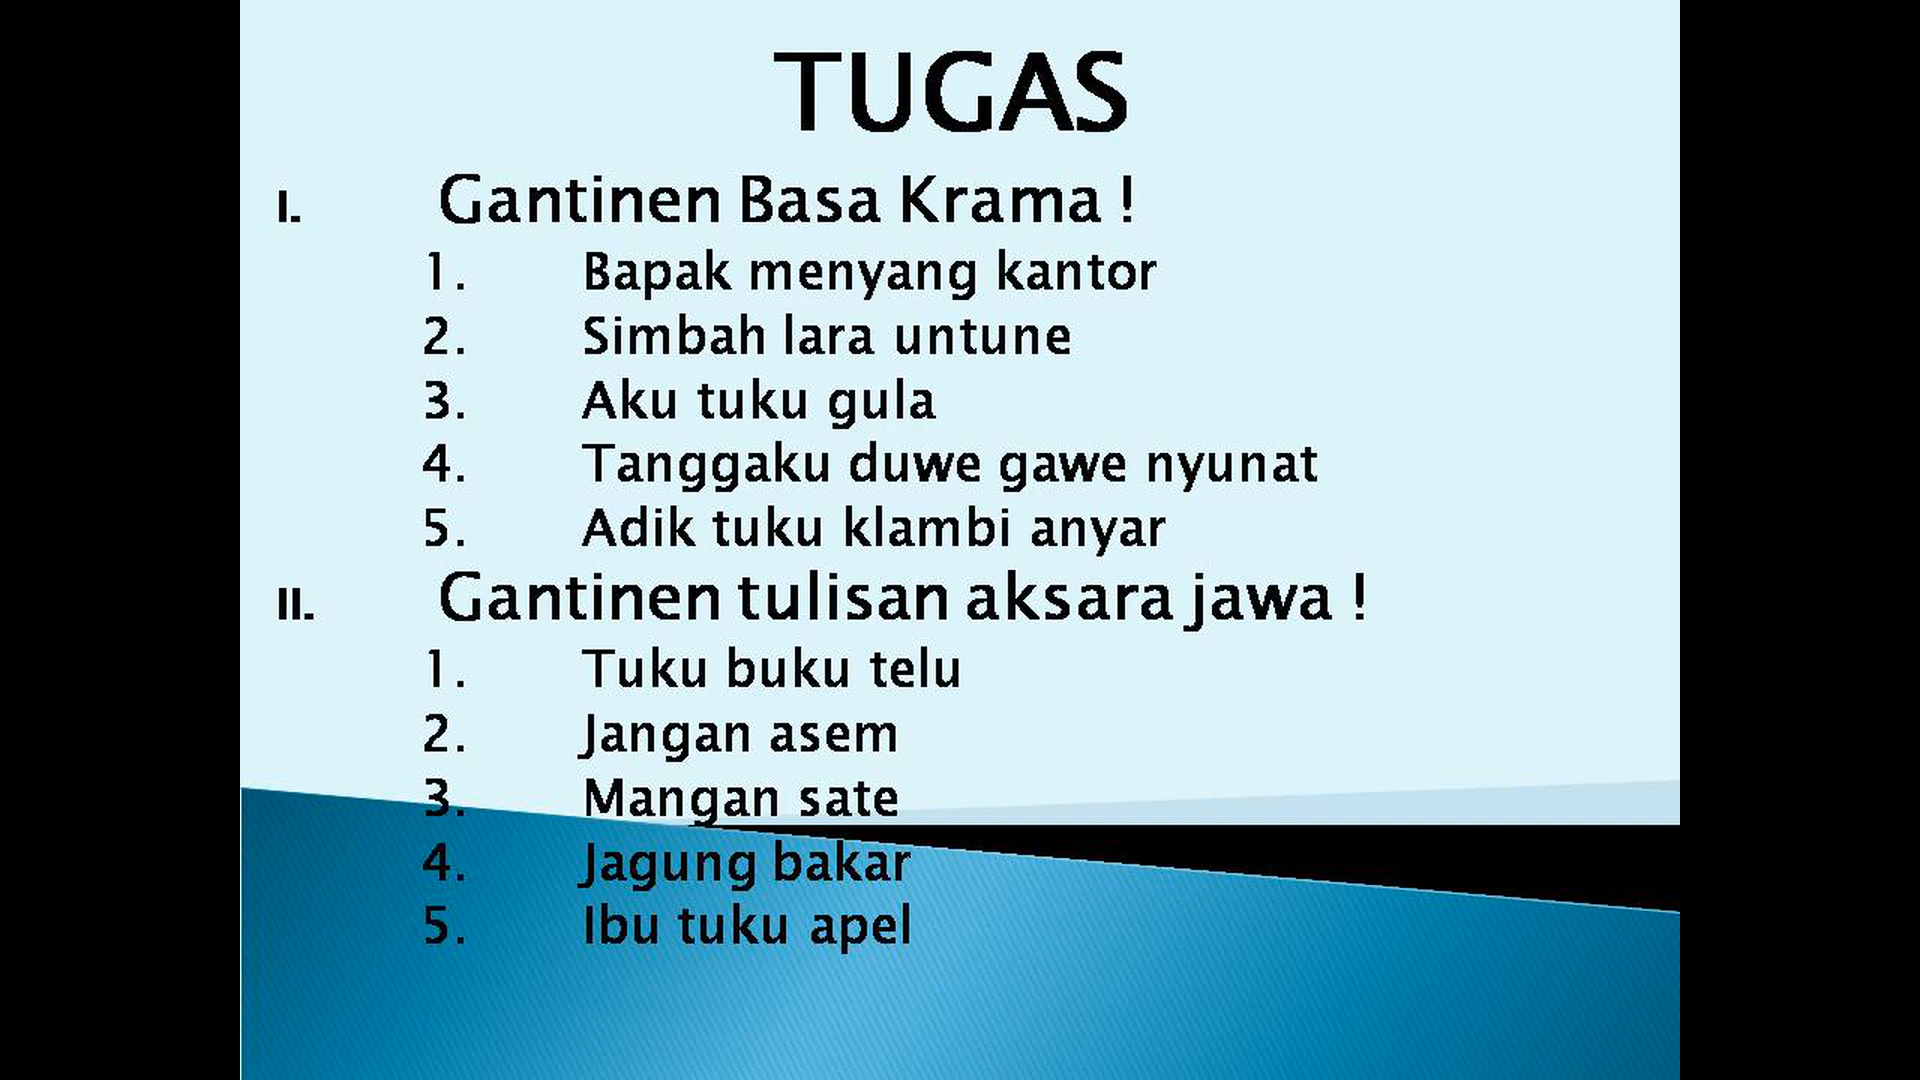 TUGAS
I. Gantinen Basa Krama !
1. Bapak menyang kantor
2. Simbah lara untune
3. Aku tuku gula
4. Tanggaku duwe gawe nyunat
5. Adik tuku klambi anyar
II. Gantinen tulisan aksara jawa !
1. Tuku buku telu
2. Jangan asem
3. Mangan sate
4. Jagung bakar
5. Ibu tuku apel